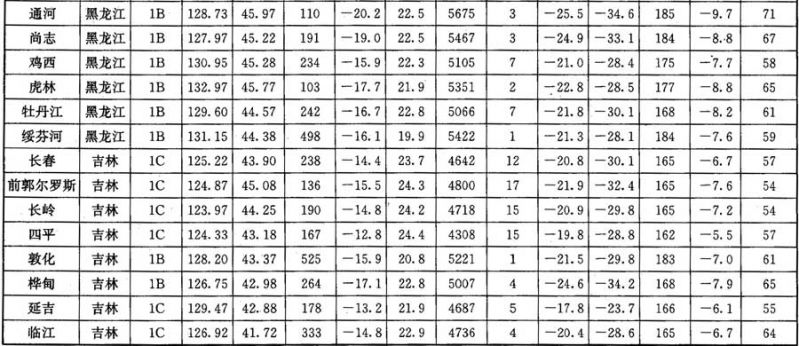 通河 黑龙江 1B 128.73 45.97 110 －20.2 22.5 5675 3 －25.5 －34.6 185 －9.7 71
尚志 黑龙江 1B 127.97 45.22 191 －19.0 22.5 5467 3 －24.9 －33.1 184 －8.8 67
鸡西 黑龙江 1B 130.95 45.28 234 －15.9 22.3 5105 7 －21.0 －28.4 175 －7.7 58
虎林 黑龙江 1B 132.97 45.77 103 －17.7 21.9 5351 2 －22.8 －28.5 177 －8.8 65
牡丹江 黑龙江 1B 129.60 44.57 242 －16.7 22.8 5066 7 －21.8 －30.1 168 －8.2 61
绥芬河 黑龙江 1B 131.15 44.38 498 －16.1 19.9 5422 1 －21.3 －28.1 184 －7.6 59
长春 吉林 1C 125.22 43.90 238 －14.4 23.7 4642 12 －20.8 －30.1 165 －6.7 57
前郭尔罗斯 吉林 1C 124.87 45.08 136 －15.5 24.3 4800 17 －21.9 －32.4 165 －7.6 54
长岭 吉林 1C 123.97 44.25 190 －14.8 24.2 4718 15 －20.9 －29.8 165 －7.2 54
四平 吉林 1C 124.33 43.18 167 －12.8 24.4 4308 15 －19.8 －28.8 162 －5.5 57
敦化 吉林 1B 128.20 43.37 525 －15.9 20.8 5221 1 －21.5 －29.8 183 －7.0 61
桦甸 吉林 1B 126.75 42.98 264 －17.1 22.8 5007 4 －24.6 －34.2 168 －7.9 65
延吉 吉林 1C 129.47 42.88 178 －13.2 21.9 4687 5 －17.8 －23.7 166 －6.1 55
临江 吉林 1C 126.92 41.72 333 －14.8 22.9 4736 4 －20.4 －28.6 165 －6.7 64